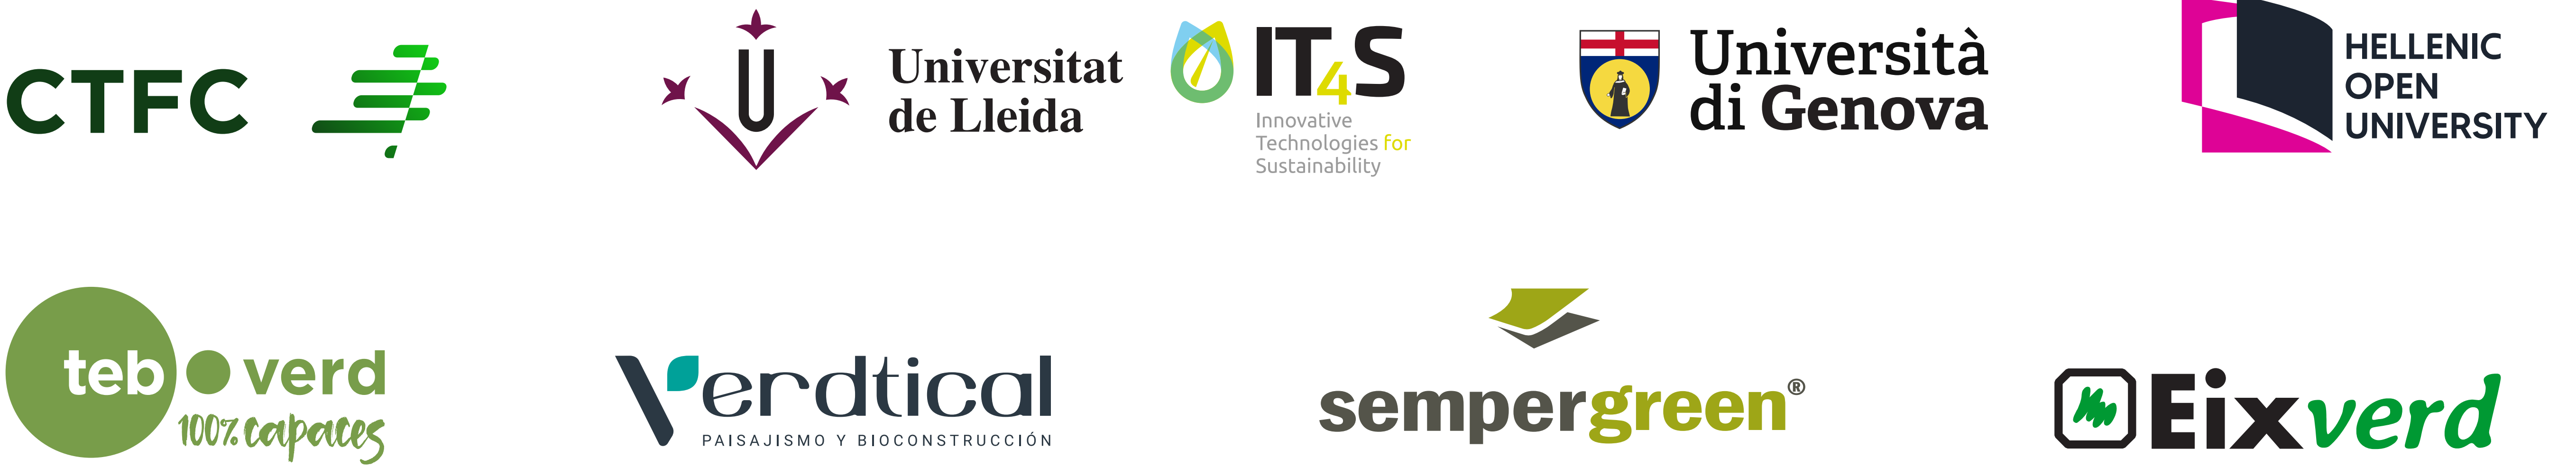 CTFC
Universitat
de Lleida
IT4S
Innovative
Technologies for
Sustainability
Università
di Genova
HELLENIC
OPEN
UNIVERSITY
teb verd
100% capaces
Verdtical
PAISAJISMO Y BIOCONSTRUCCIÓN
sempergreen®
Eixverd